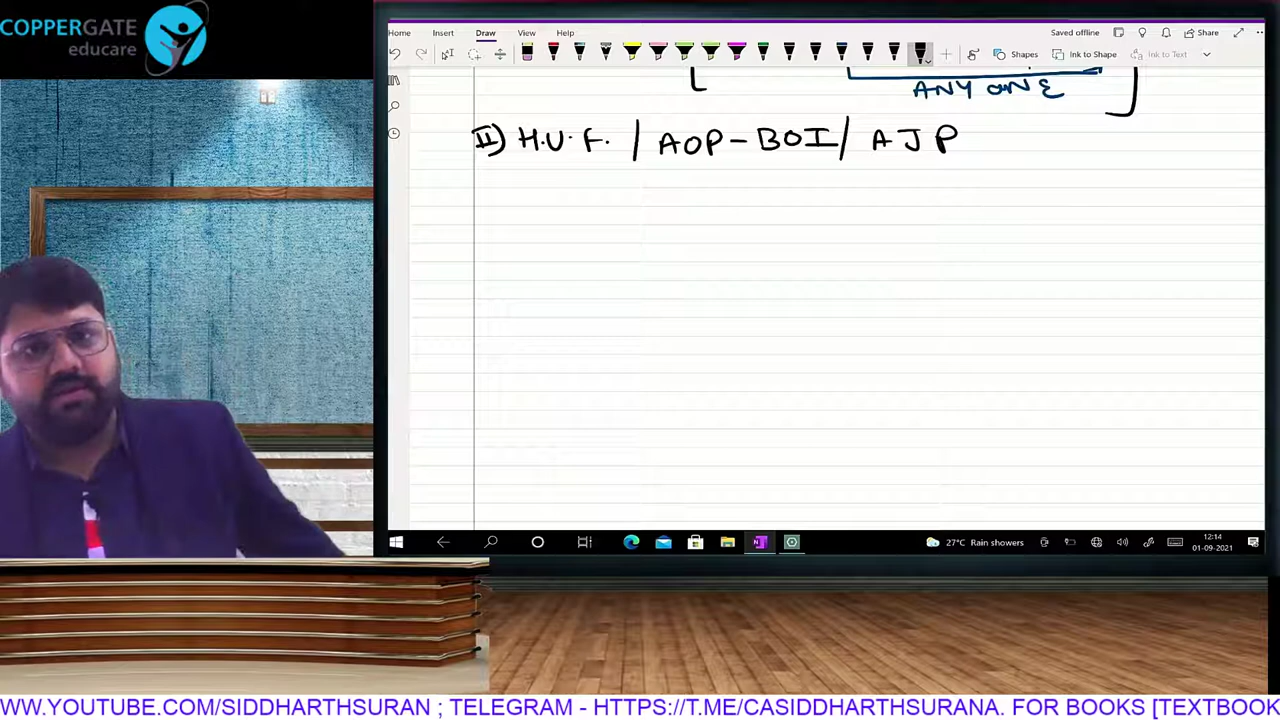 COPPERGATE
educare
Home Insert Draw View Help
Saved offline
Share
Shapes
Ink to Shape
Ink to Text
ANY ONE
II) H.U.F. / AOP-BOI / AJP
27°C Rain showers
12:14
01-09-2021
WWW.YOUTUBE.COM/SIDDHARTHSURAN ; TELEGRAM - HTTPS://T.ME/CASIDDHARTHSURANA. FOR BOOKS [TEXTBOOK